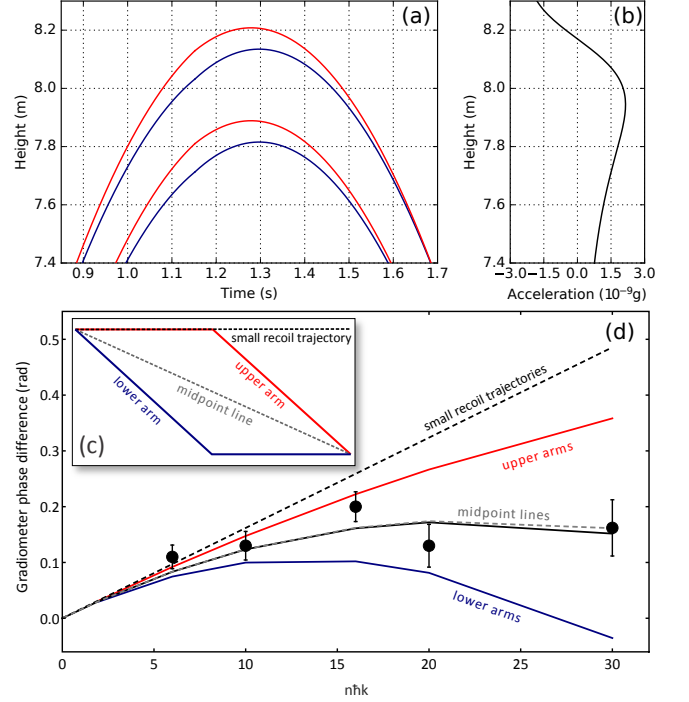 (a)
8.2
8.0
7.8
7.6
7.4
Height (m)
0.9 1.0 1.1 1.2 1.3 1.4 1.5 1.6 1.7
Time (s)
(b)
8.2
8.0
7.8
7.6
7.4
Height (m)
−3.0 −1.5 0.0 1.5 3.0
Acceleration (10⁻⁹g)
(d)
0.5
0.4
0.3
0.2
0.1
0.0
Gradiometer phase difference (rad)
small recoil trajectory
upper arm
midpoint line
lower arm
(c)
small recoil trajectories
upper arms
midpoint lines
lower arms
0 5 10 15 20 25 30
nħk